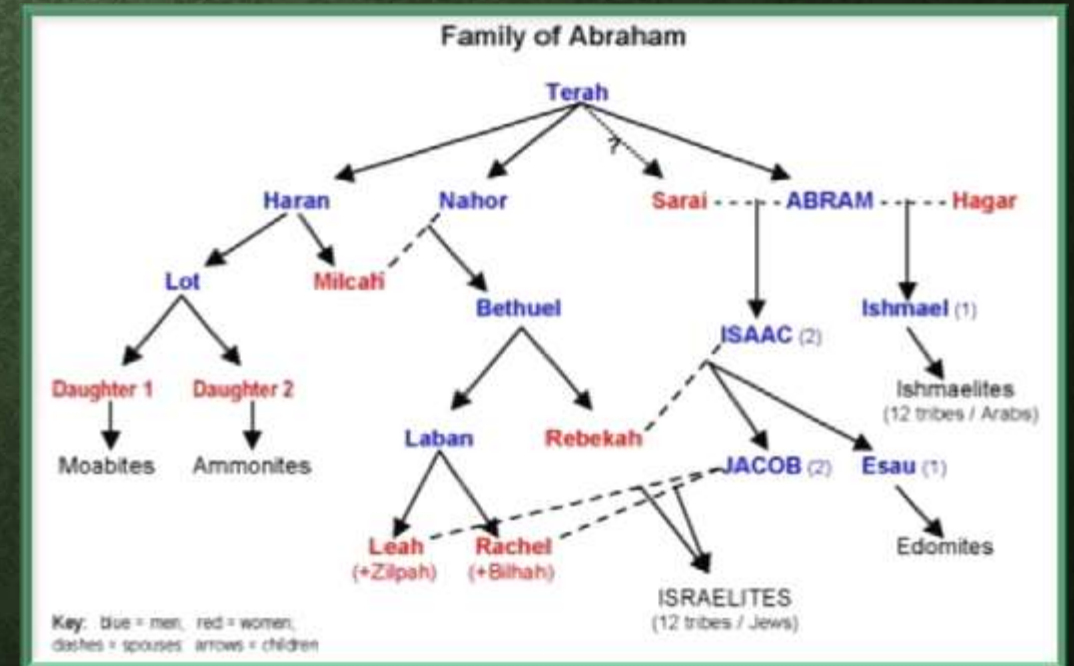 Family of Abraham
Terah
?
Haran
Nahor
Sarai
ABRAM
Hagar
Lot
Milcah
Bethuel
Ishmael (1)
ISAAC (2)
Daughter 1
Daughter 2
Ishmaelites
(12 tribes / Arabs)
Laban
Rebekah
Moabites
Ammonites
JACOB (2)
Esau (1)
Leah
(+Zilpah)
Rachel
(+Bilhah)
Edomites
ISRAELITES
(12 tribes / Jews)
Key: blue = men, red = women,
dashes = spouses arrows = children